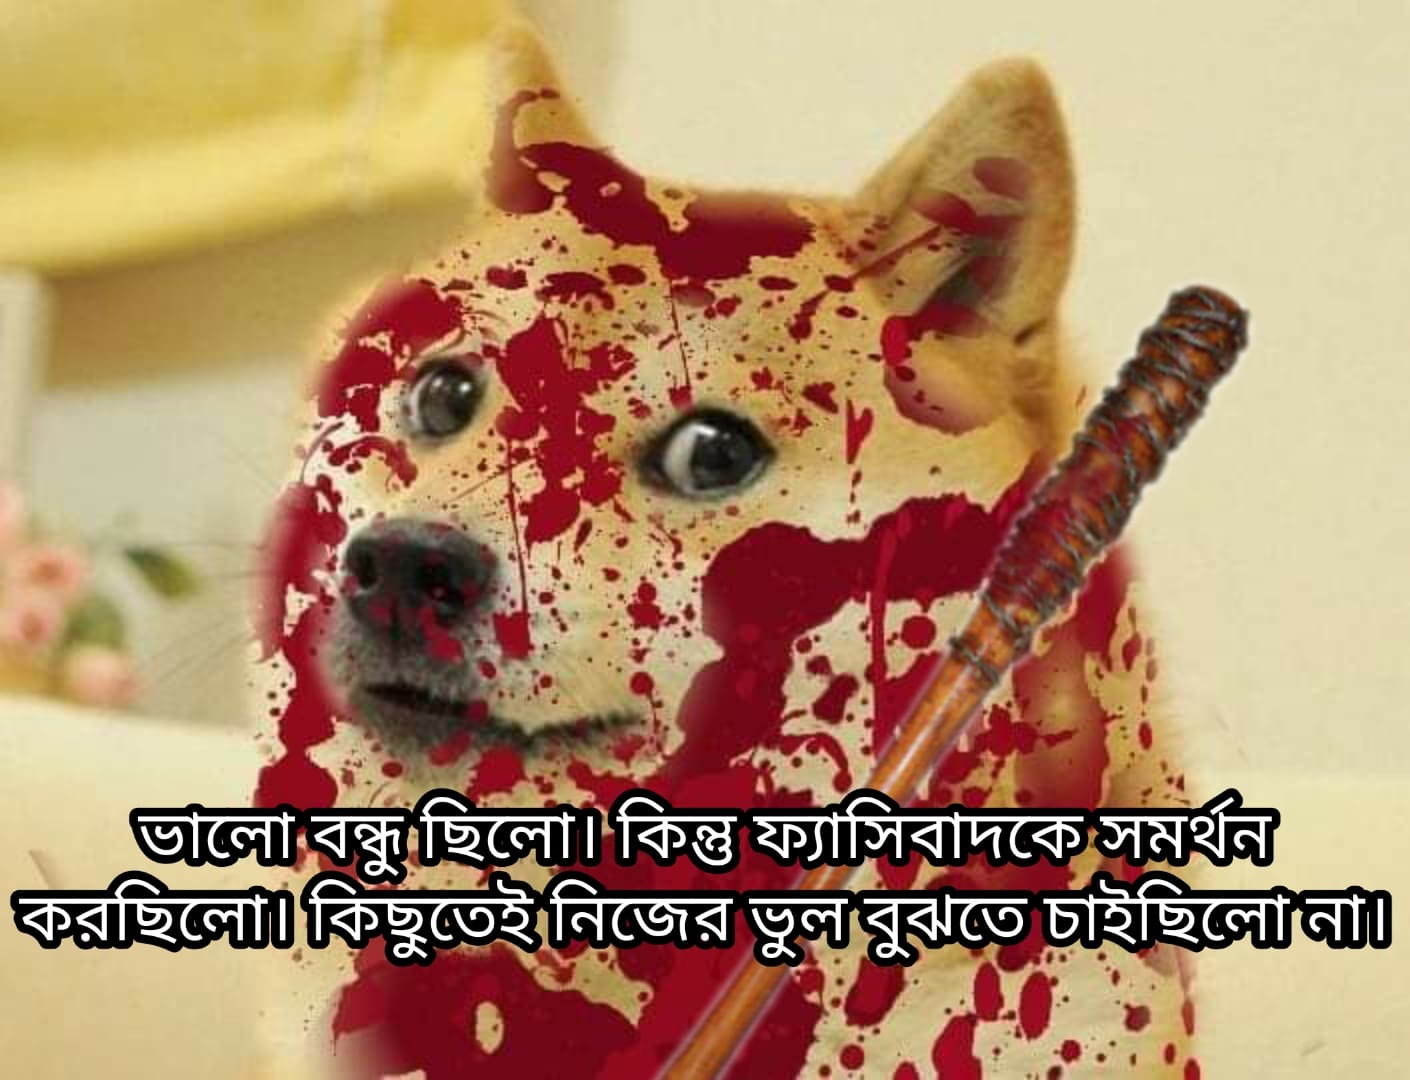 ভালো বন্ধু ছিলো। কিন্তু ফ্যাসিবাদকে সমর্থন
করছিলো। কিছুতেই নিজের ভুল বুঝতে চাইছিলো না।